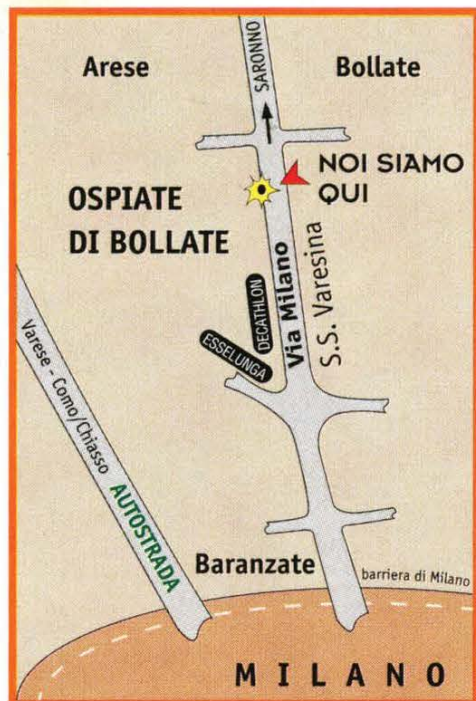 SARONNO
Arese
Bollate
NOI SIAMO
QUI
OSPIATE
DI BOLLATE
Via Milano
S.S. Varesina
DECATHLON
ESSELUNGA
Varese - Como/Chiasso
AUTOSTRADA
Baranzate
barriera di Milano
MILANO